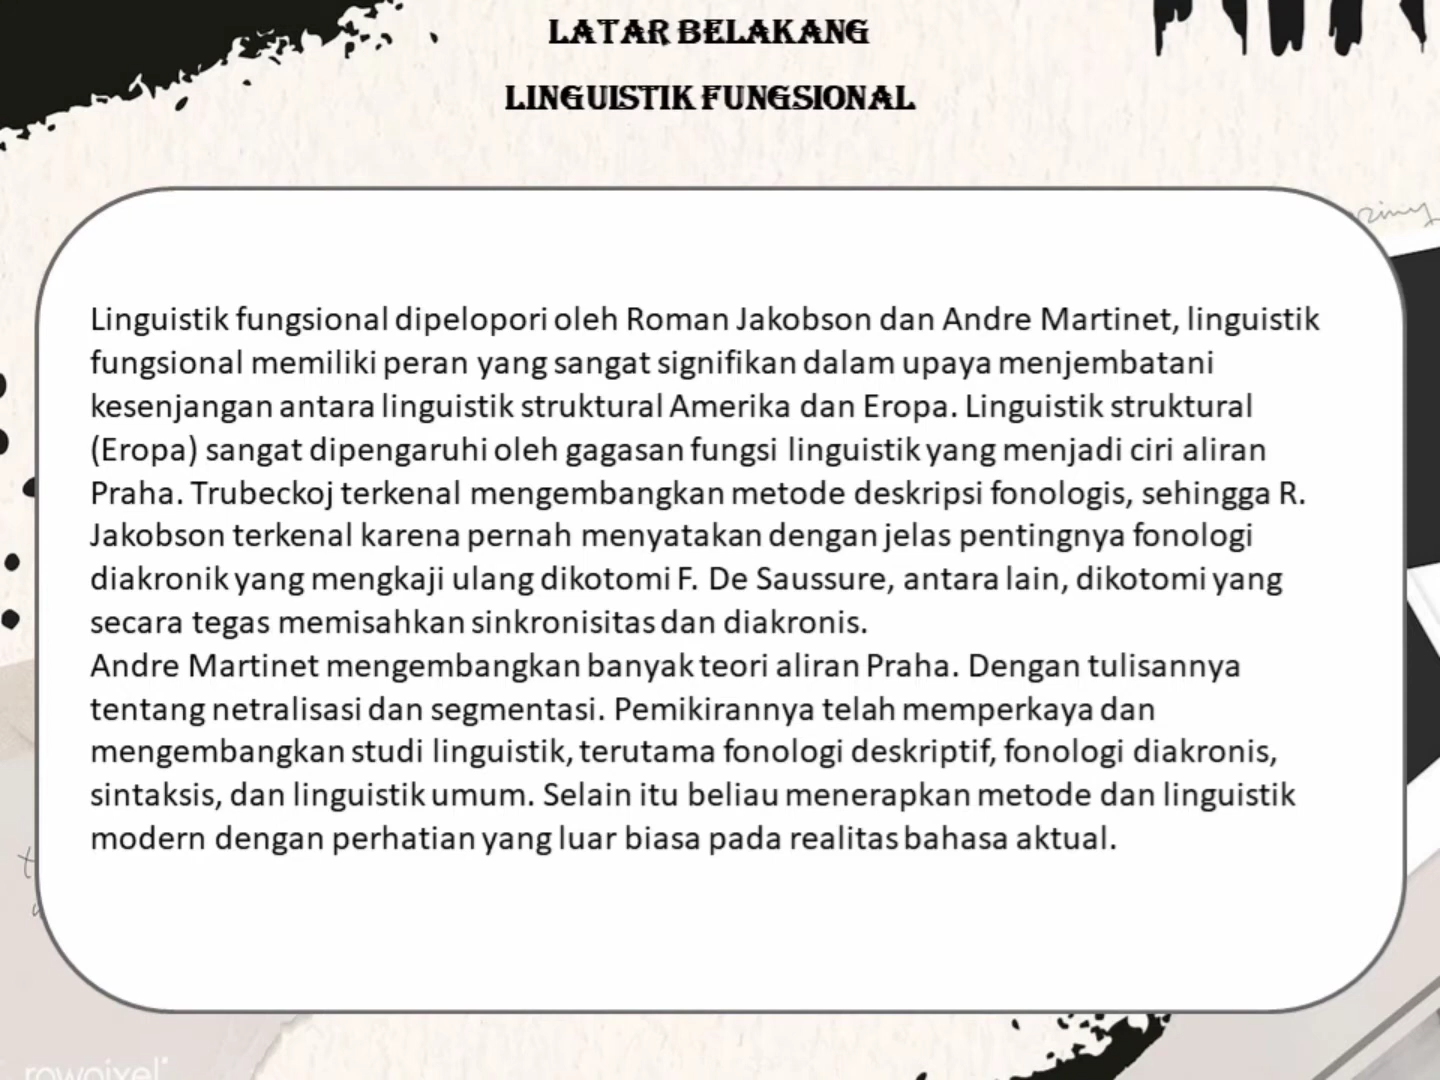 LATAR BELAKANG
LINGUISTIK FUNGSIONAL
Linguistik fungsional dipelopori oleh Roman Jakobson dan Andre Martinet, linguistik
fungsional memiliki peran yang sangat signifikan dalam upaya menjembatani
kesenjangan antara linguistik struktural Amerika dan Eropa. Linguistik struktural
(Eropa) sangat dipengaruhi oleh gagasan fungsi linguistik yang menjadi ciri aliran
Praha. Trubeckoj terkenal mengembangkan metode deskripsi fonologis, sehingga R.
Jakobson terkenal karena pernah menyatakan dengan jelas pentingnya fonologi
diakronik yang mengkaji ulang dikotomi F. De Saussure, antara lain, dikotomi yang
secara tegas memisahkan sinkronisitas dan diakronis.
Andre Martinet mengembangkan banyak teori aliran Praha. Dengan tulisannya
tentang netralisasi dan segmentasi. Pemikirannya telah memperkaya dan
mengembangkan studi linguistik, terutama fonologi deskriptif, fonologi diakronis,
sintaksis, dan linguistik umum. Selain itu beliau menerapkan metode dan linguistik
modern dengan perhatian yang luar biasa pada realitas bahasa aktual.
rawpixel